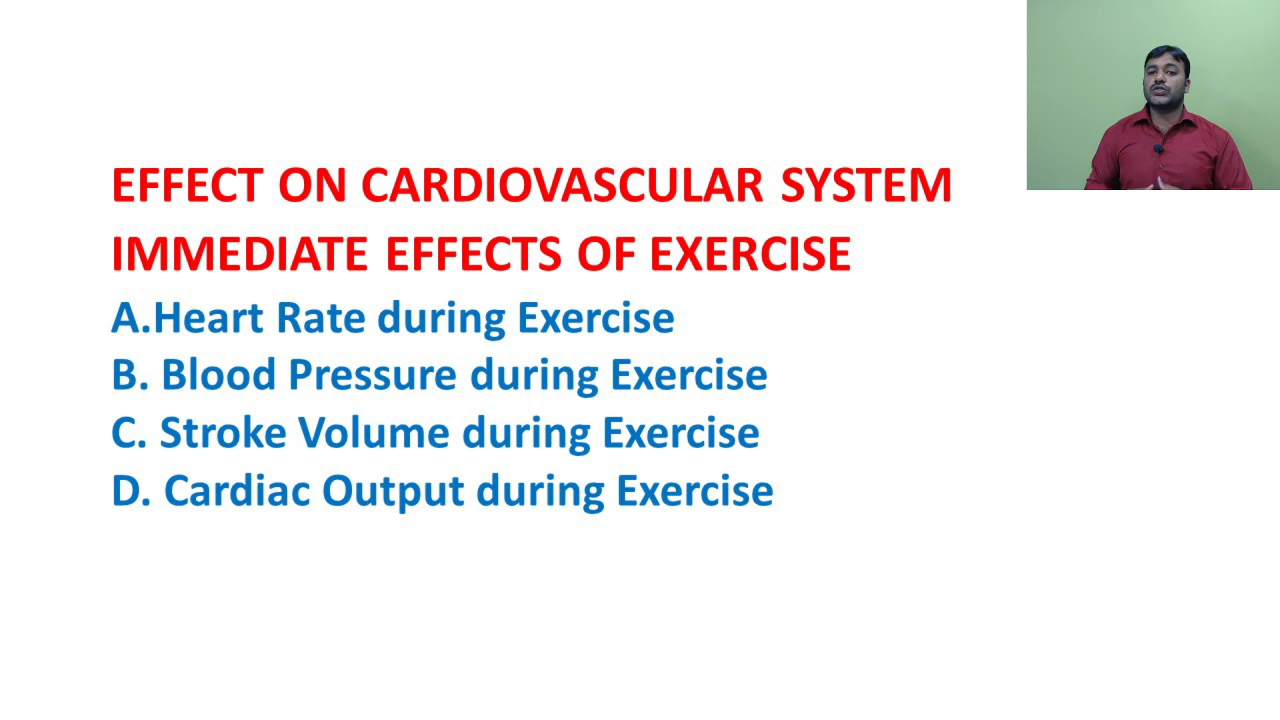 EFFECT ON CARDIOVASCULAR SYSTEM
IMMEDIATE EFFECTS OF EXERCISE
A.Heart Rate during Exercise
B. Blood Pressure during Exercise
C. Stroke Volume during Exercise
D. Cardiac Output during Exercise